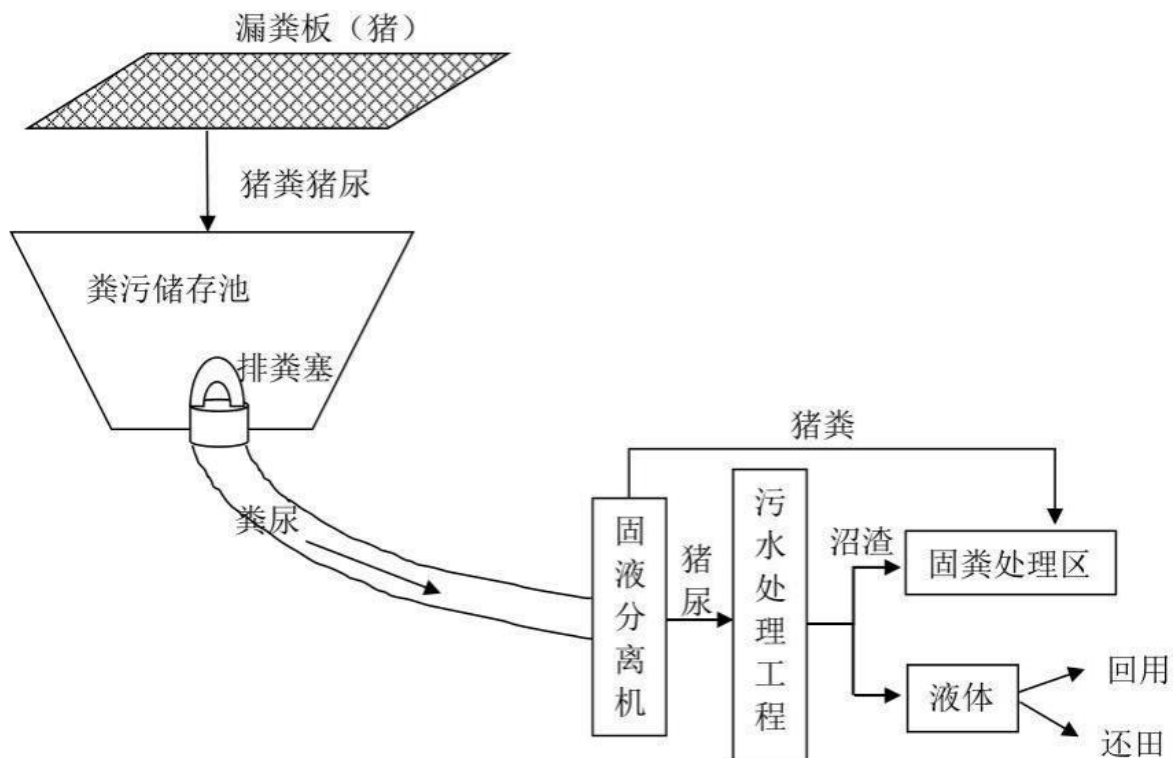 漏粪板（猪）
猪粪猪尿
粪污储存池
排粪塞
粪尿
猪粪
固液分离机
猪尿
污水处理工程
沼渣
固粪处理区
液体
回用
还田